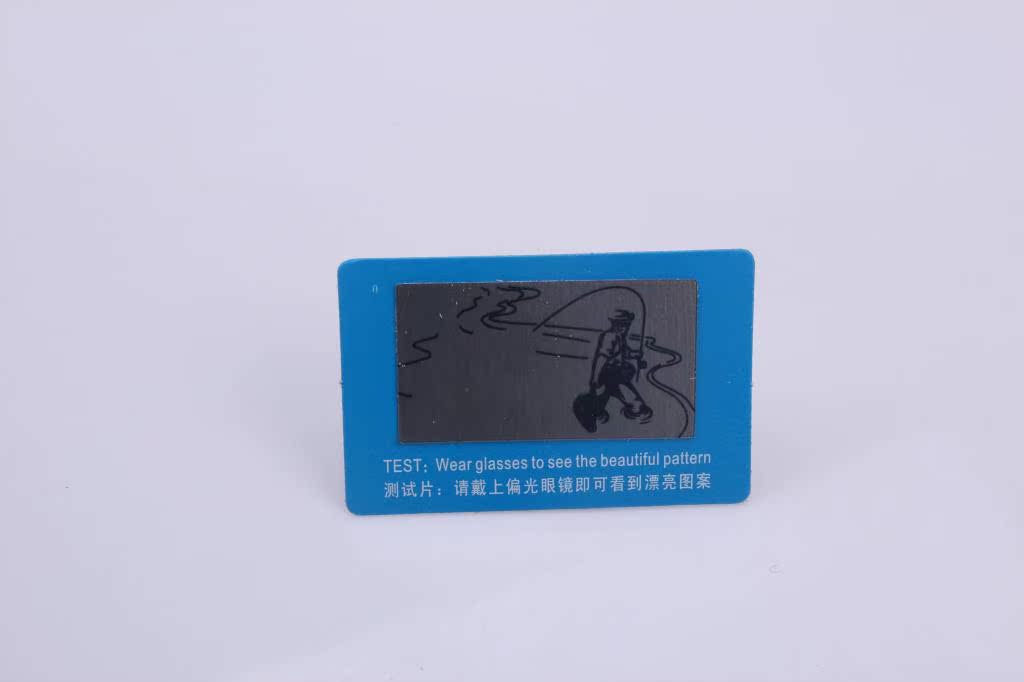 TEST: Wear glasses to see the beautiful pattern
测试片：请戴上偏光眼镜即可看到漂亮图案